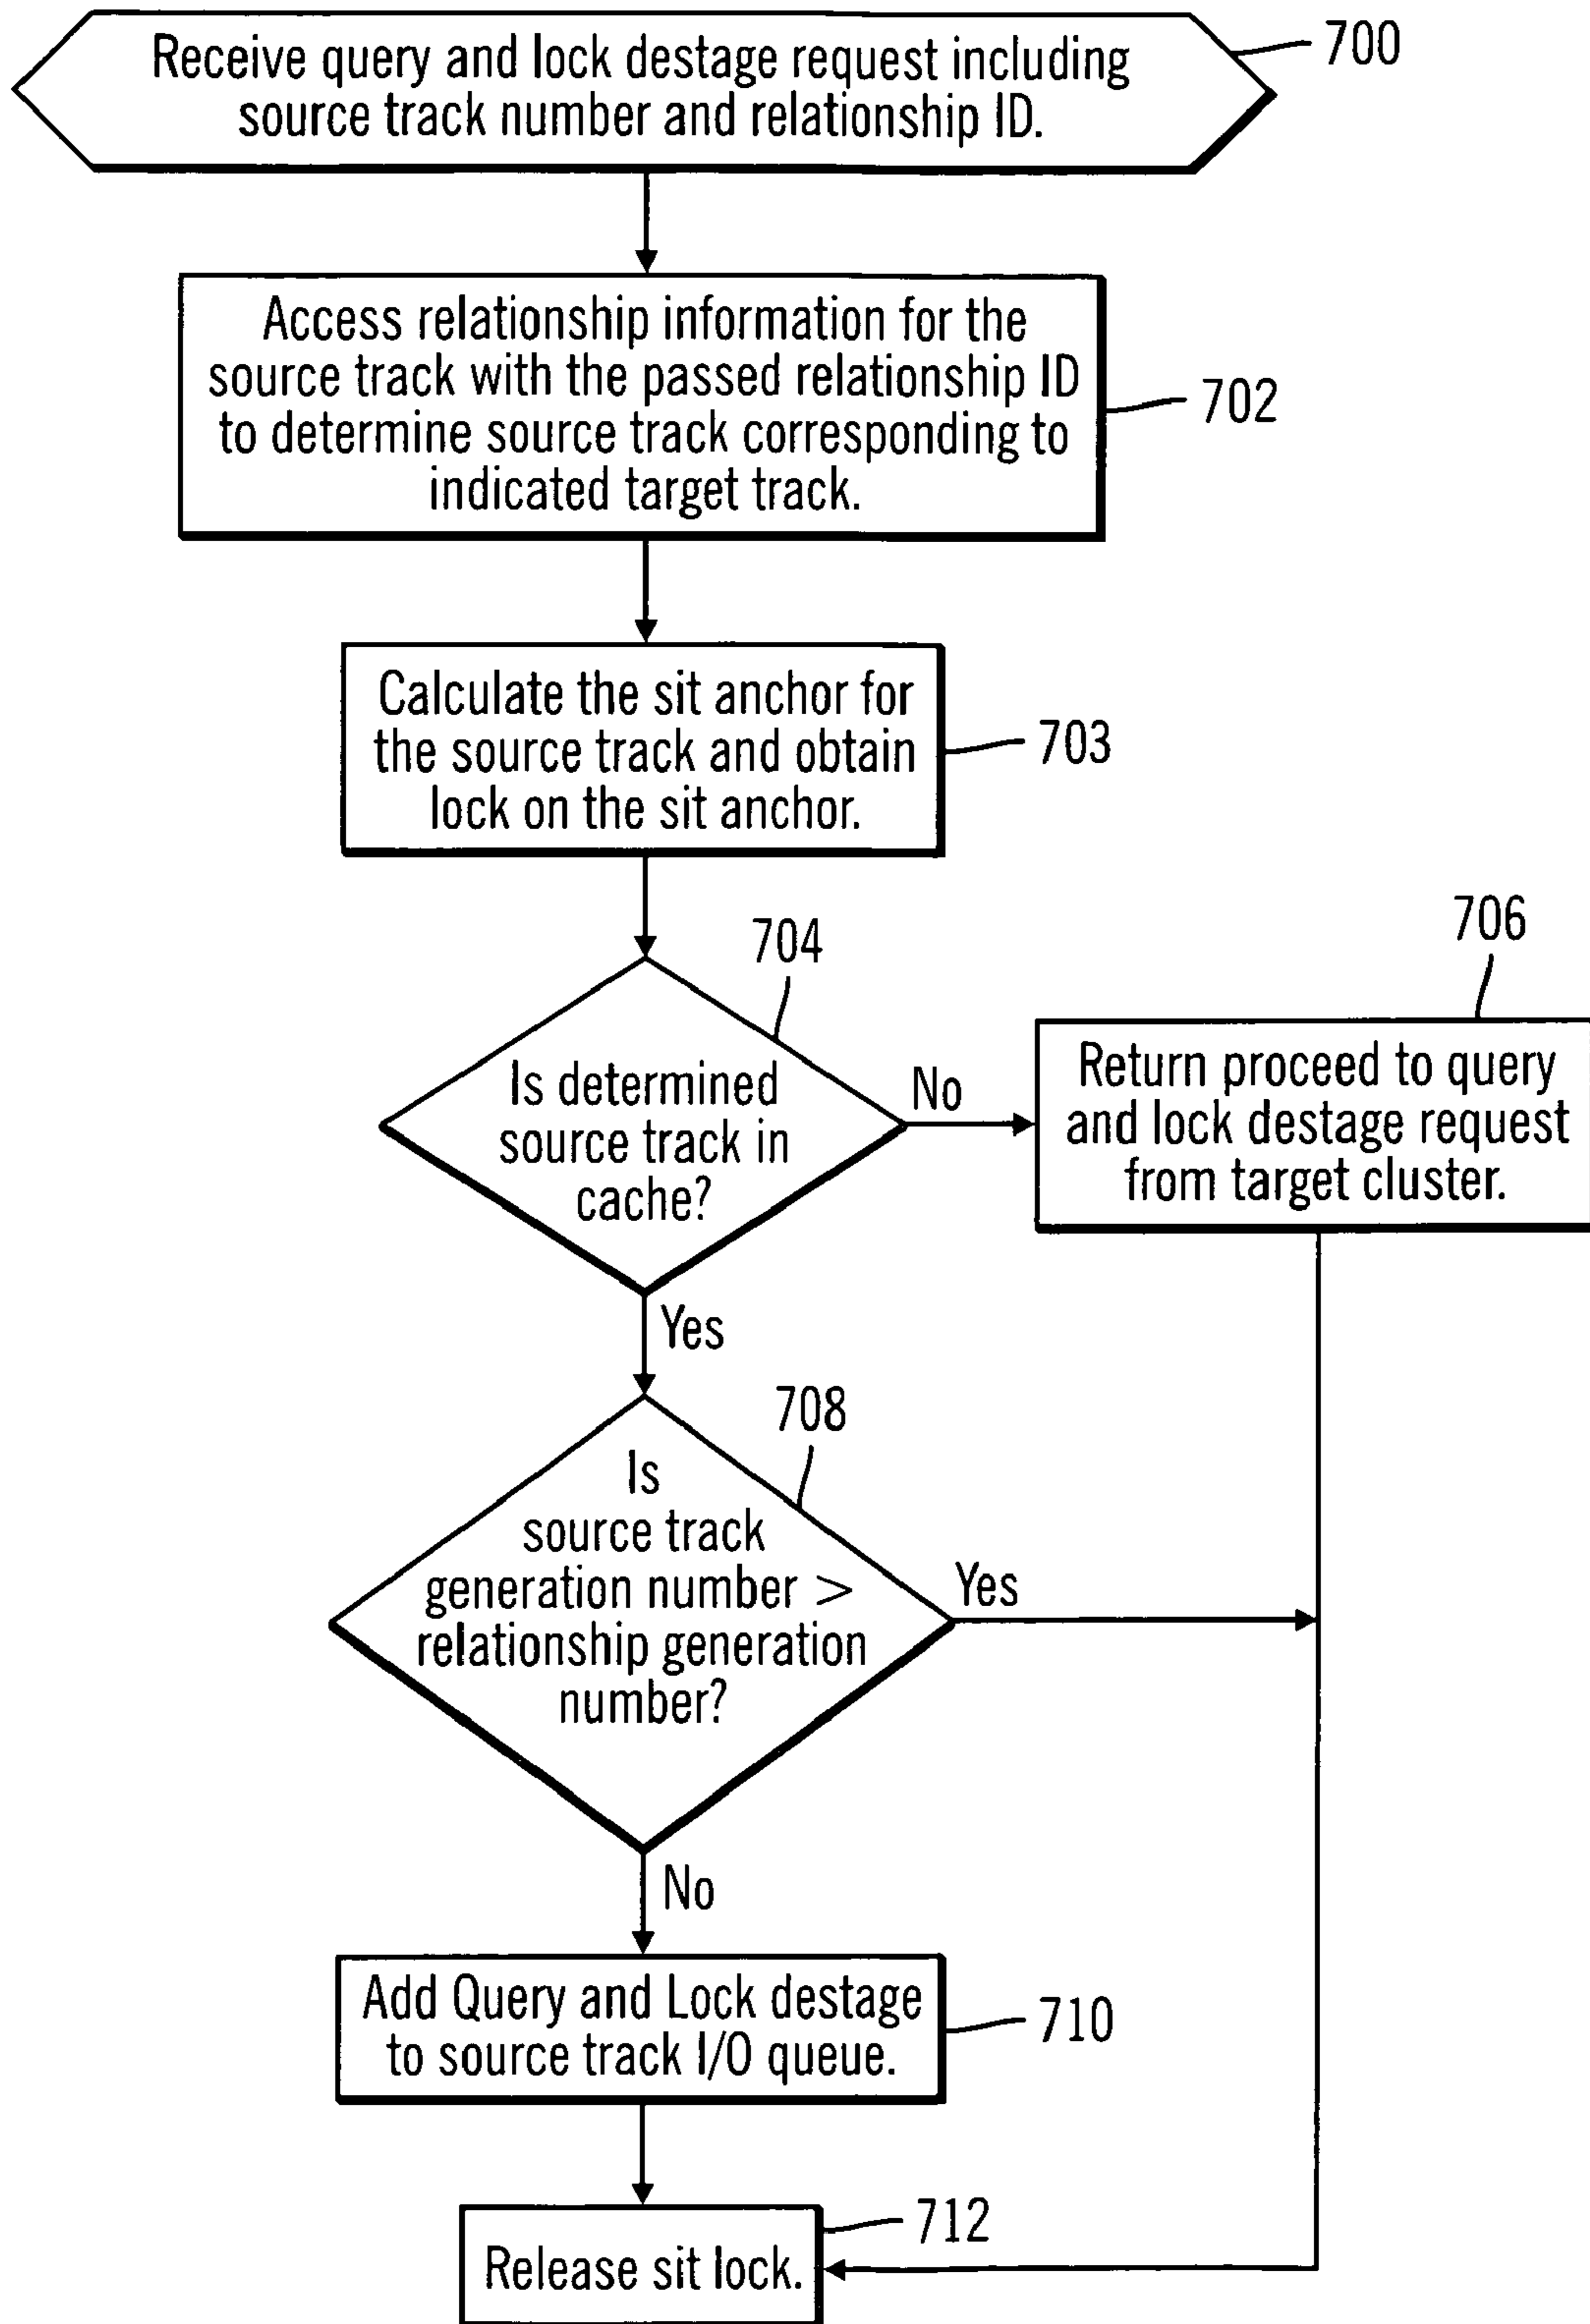 Receive query and lock destage request including
source track number and relationship ID.
700
Access relationship information for the
source track with the passed relationship ID
to determine source track corresponding to
indicated target track.
702
Calculate the sit anchor for
the source track and obtain
lock on the sit anchor.
703
704
Is determined
source track in
cache?
No
706
Return proceed to query
and lock destage request
from target cluster.
Yes
708
Is
source track
generation number >
relationship generation
number?
Yes
No
Add Query and Lock destage
to source track I/O queue.
710
712
Release sit lock.